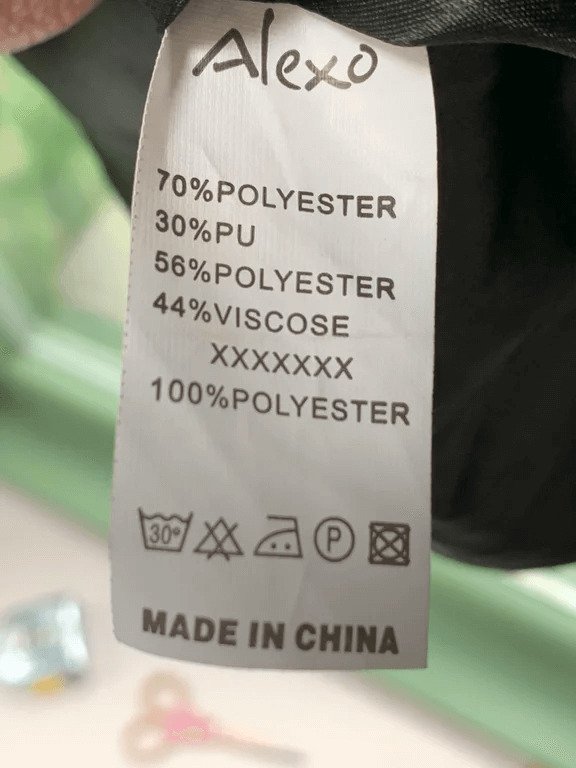 Alexo
70%POLYESTER
30%PU
56%POLYESTER
44%VISCOSE
XXXXXXX
100%POLYESTER
30° P
MADE IN CHINA